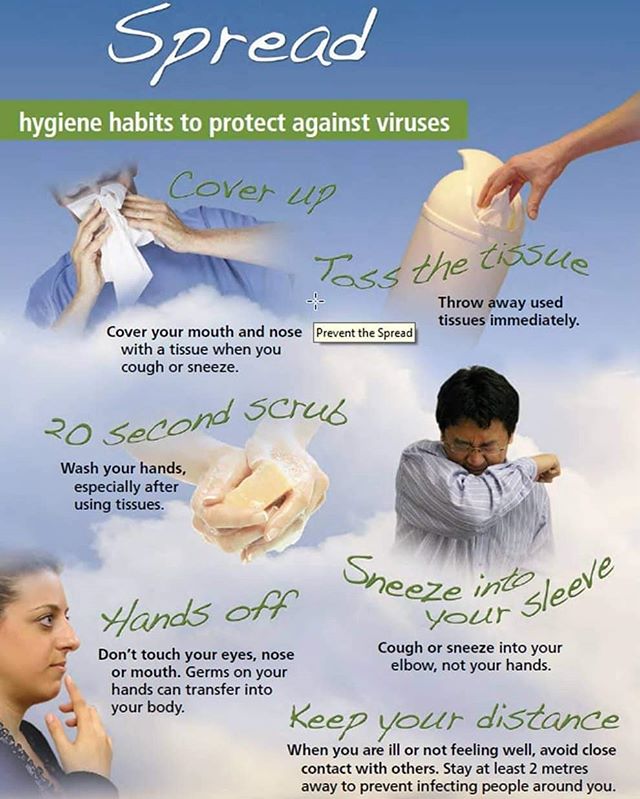 Spread
hygiene habits to protect against viruses
Cover up
Toss the tissue
Throw away used
tissues immediately.
Cover your mouth and nose
with a tissue when you
cough or sneeze.
Prevent the Spread
20 second scrub
Wash your hands,
especially after
using tissues.
Sneeze into
your sleeve
Cough or sneeze into your
elbow, not your hands.
Hands off
Don't touch your eyes, nose
or mouth. Germs on your
hands can transfer into
your body.
Keep your distance
When you are ill or not feeling well, avoid close
contact with others. Stay at least 2 metres
away to prevent infecting people around you.